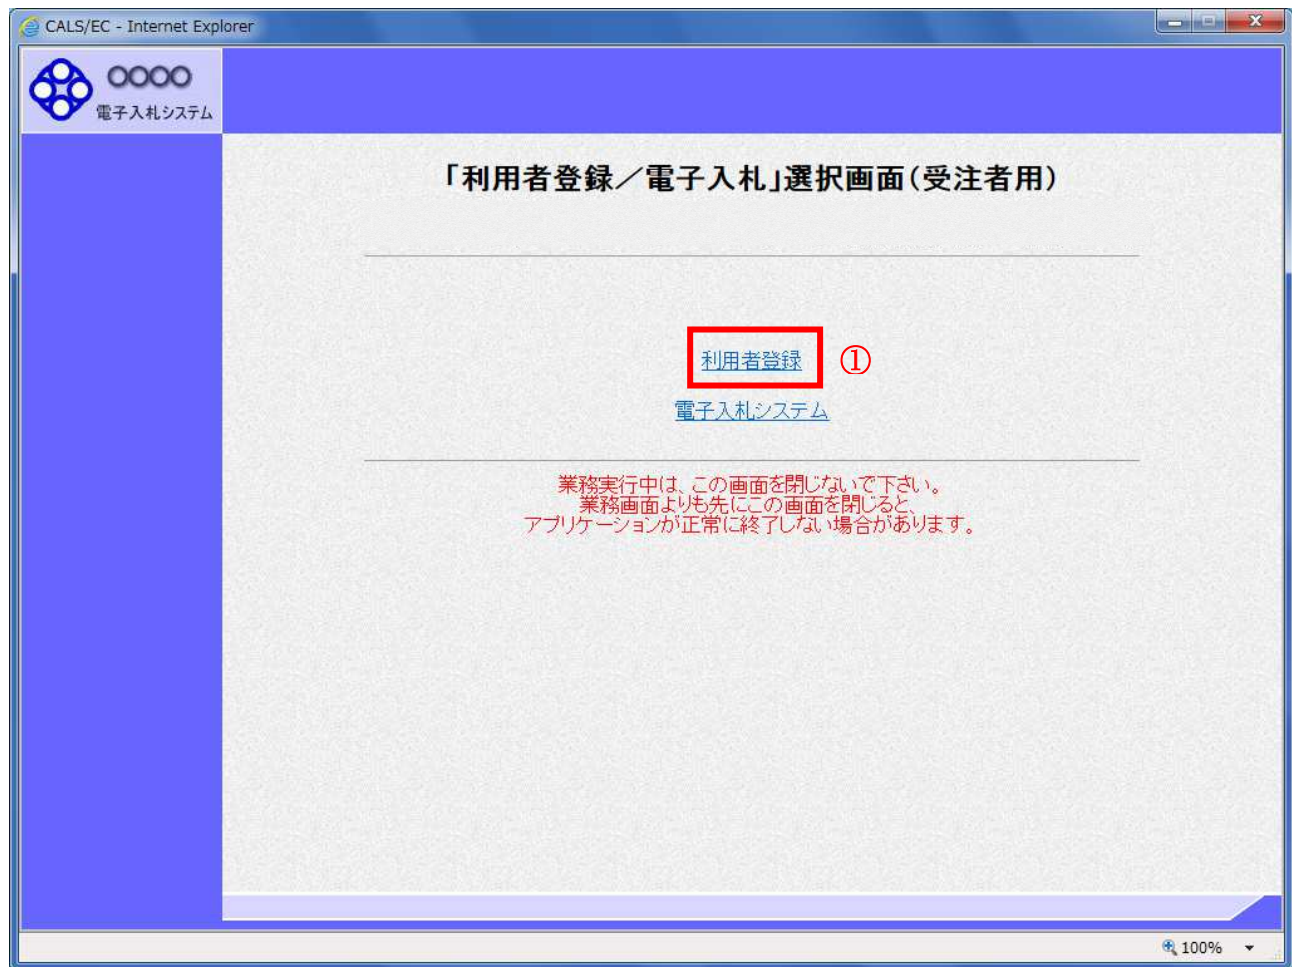 CALS/EC - Internet Explorer
○○○○
電子入札システム
「利用者登録／電子入札」選択画面（受注者用）
利用者登録
①
電子入札システム
業務実行中は、この画面を閉じないで下さい。
業務画面よりも先にこの画面を閉じると、
アプリケーションが正常に終了しない場合があります。
100%